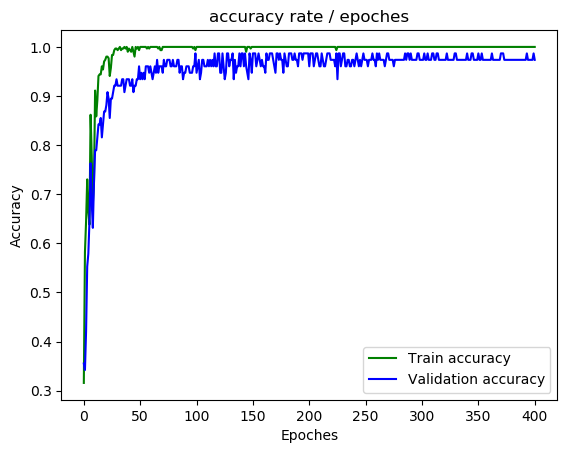 accuracy rate / epoches
1.0
0.9
0.8
0.7
0.6
0.5
0.4
0.3
Accuracy
Train accuracy
Validation accuracy
0 50 100 150 200 250 300 350 400
Epoches